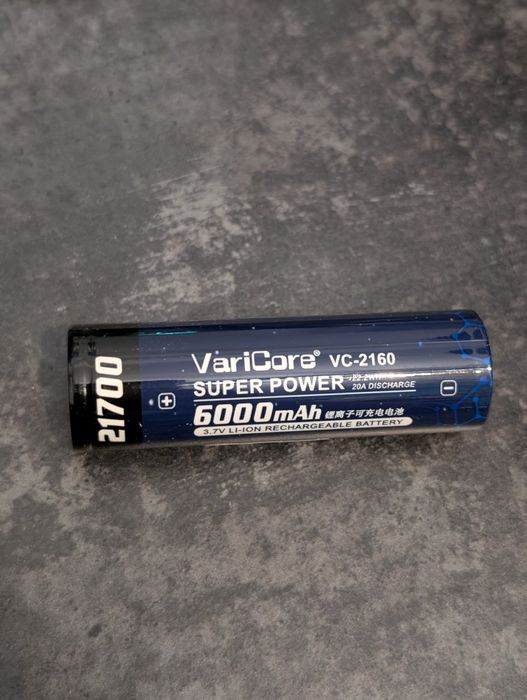 21700
VariCore® VC-2160
SUPER POWER 22.2Wh
20A DISCHARGE
6000mAh 锂离子可充电电池
3.7V LI-ION RECHARGEABLE BATTERY